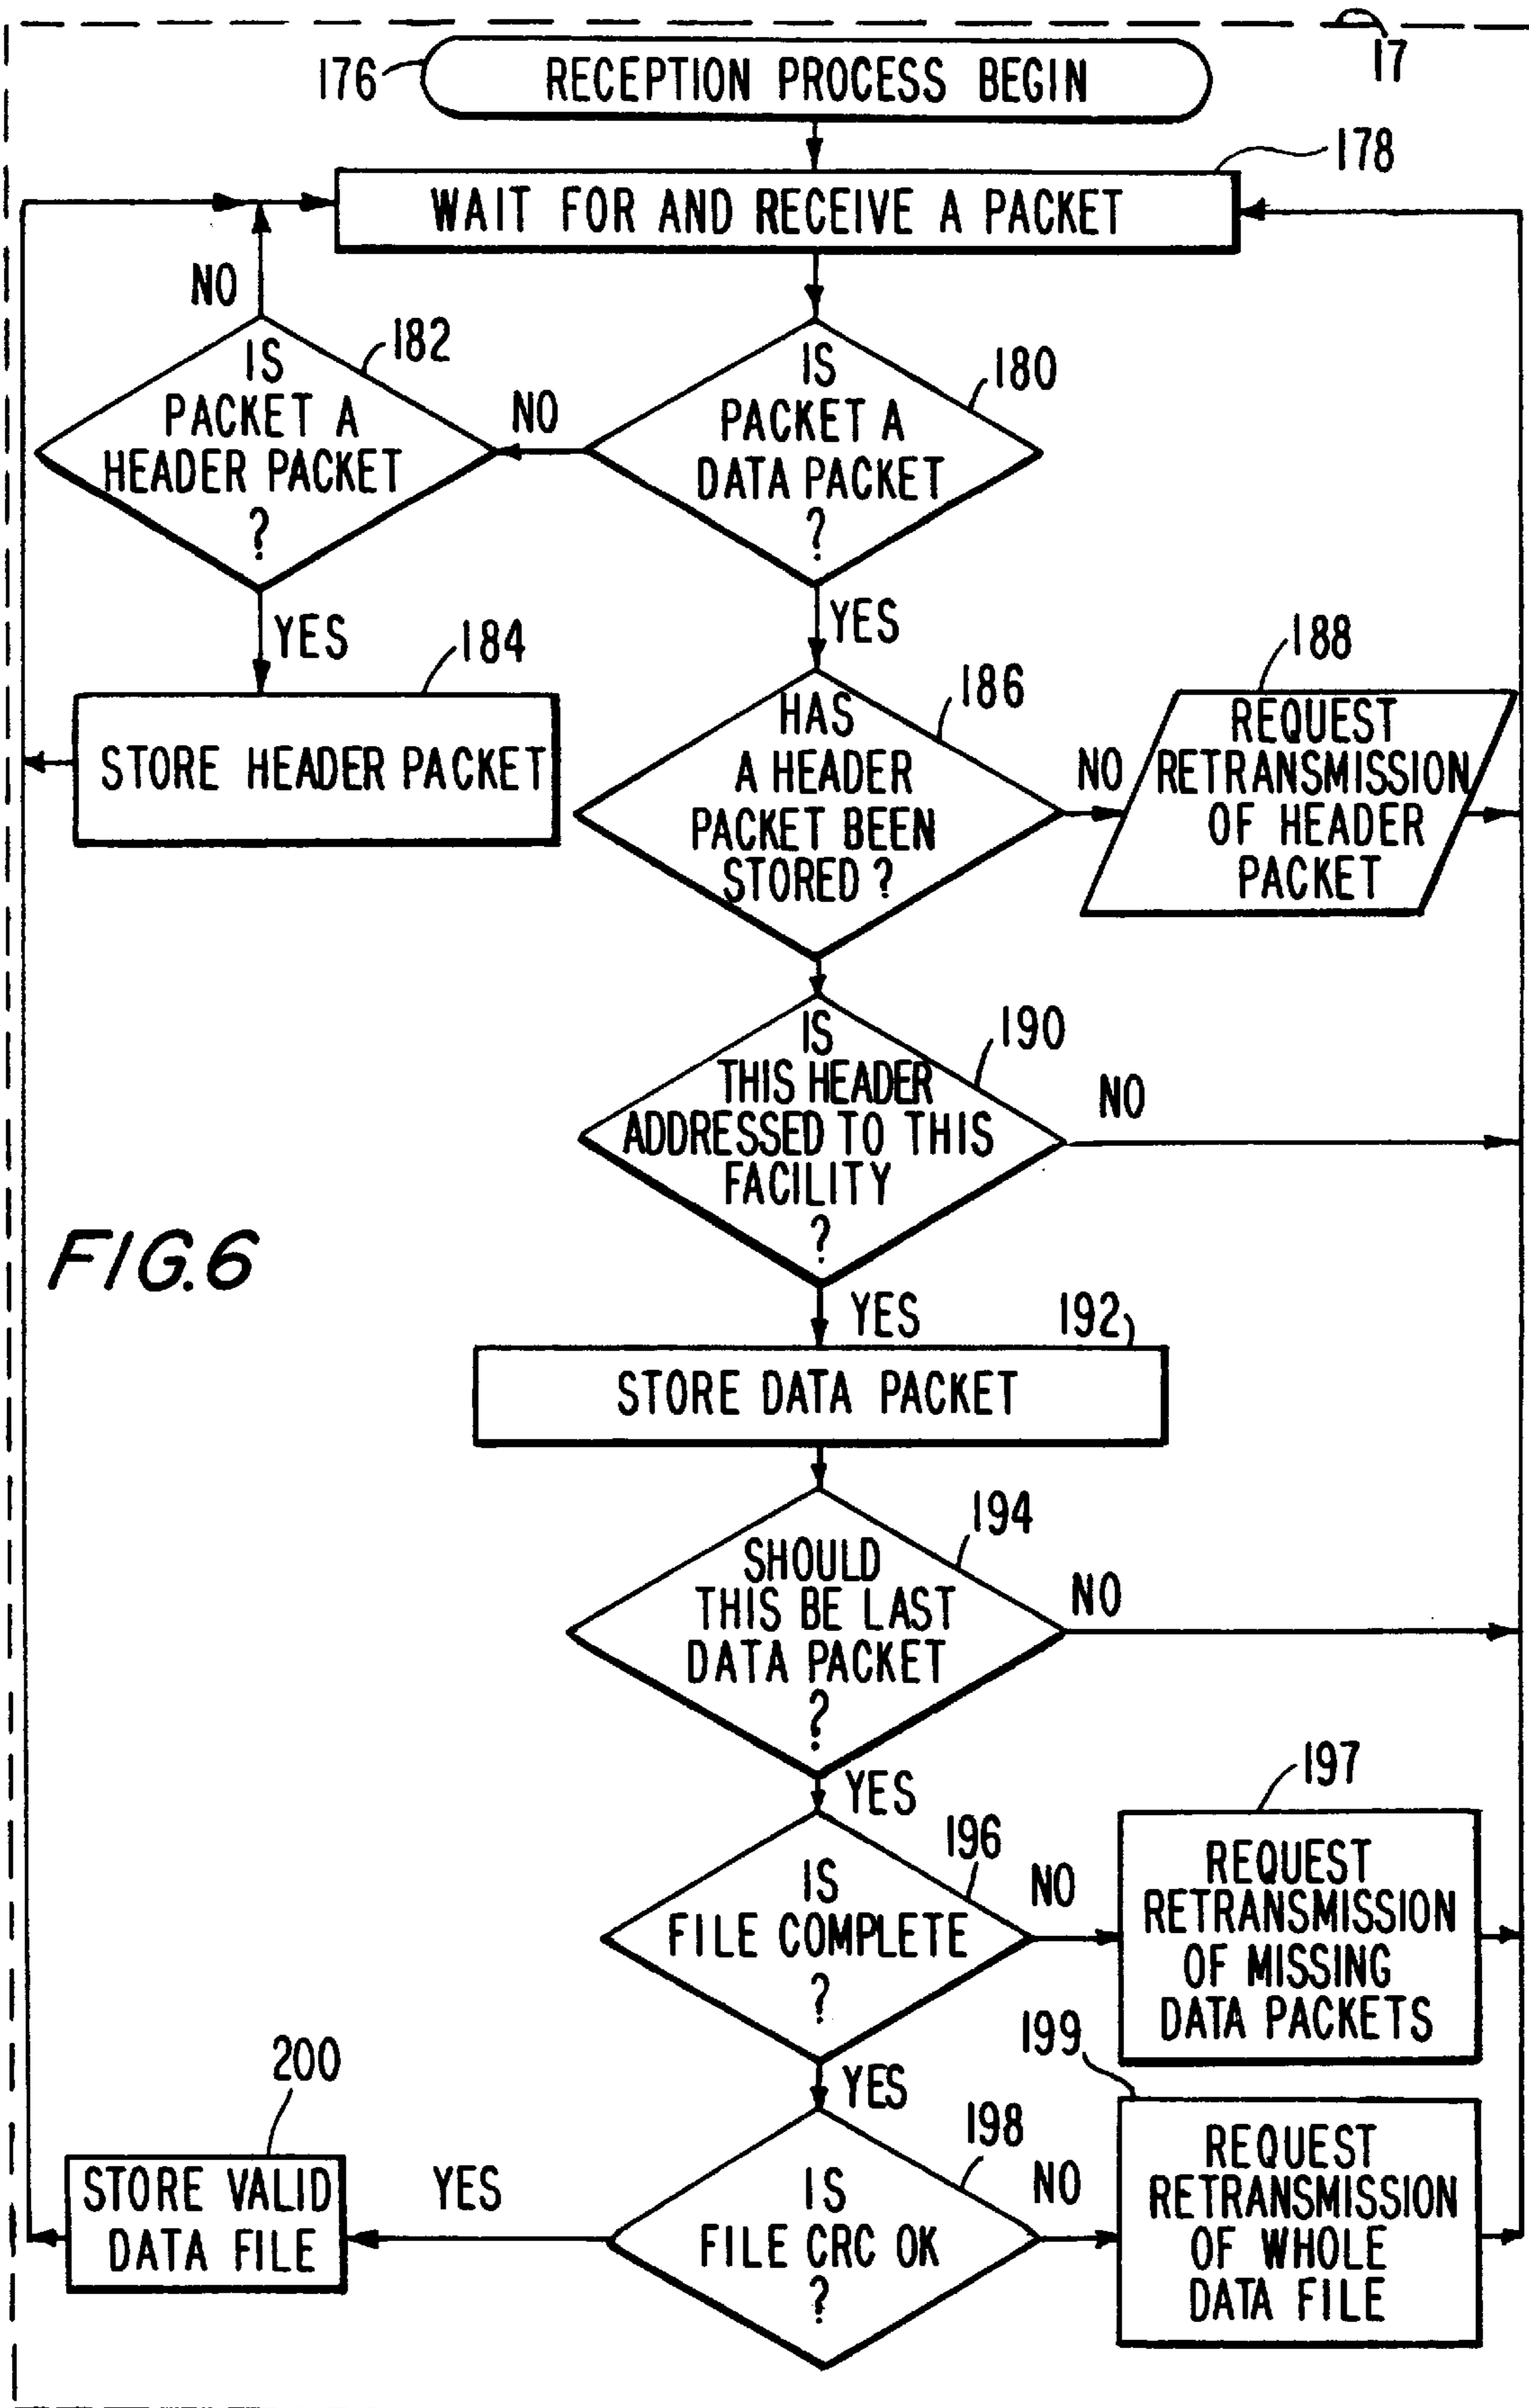 17
176
RECEPTION PROCESS BEGIN
178
WAIT FOR AND RECEIVE A PACKET
NO
182
IS
PACKET A
HEADER PACKET
?
NO
180
IS
PACKET A
DATA PACKET
?
YES
184
STORE HEADER PACKET
YES
186
HAS
A HEADER
PACKET BEEN
STORED ?
NO
188
REQUEST
RETRANSMISSION
OF HEADER
PACKET
190
IS
THIS HEADER
ADDRESSED TO THIS
FACILITY
?
NO
FIG.6
YES
192
STORE DATA PACKET
194
SHOULD
THIS BE LAST
DATA PACKET
?
NO
YES
196
IS
FILE COMPLETE
?
NO
197
REQUEST
RETRANSMISSION
OF MISSING
DATA PACKETS
YES
198
IS
FILE CRC OK
?
NO
199
REQUEST
RETRANSMISSION
OF WHOLE
DATA FILE
YES
200
STORE VALID
DATA FILE